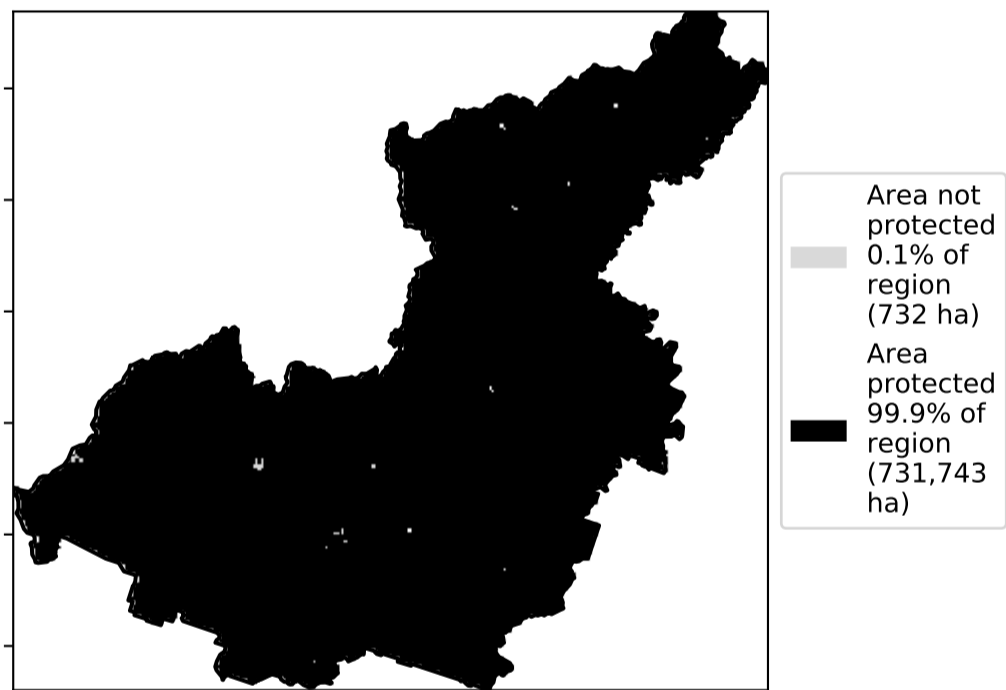 Area not
protected
0.1% of
region
(732 ha)
Area
protected
99.9% of
region
(731,743
ha)